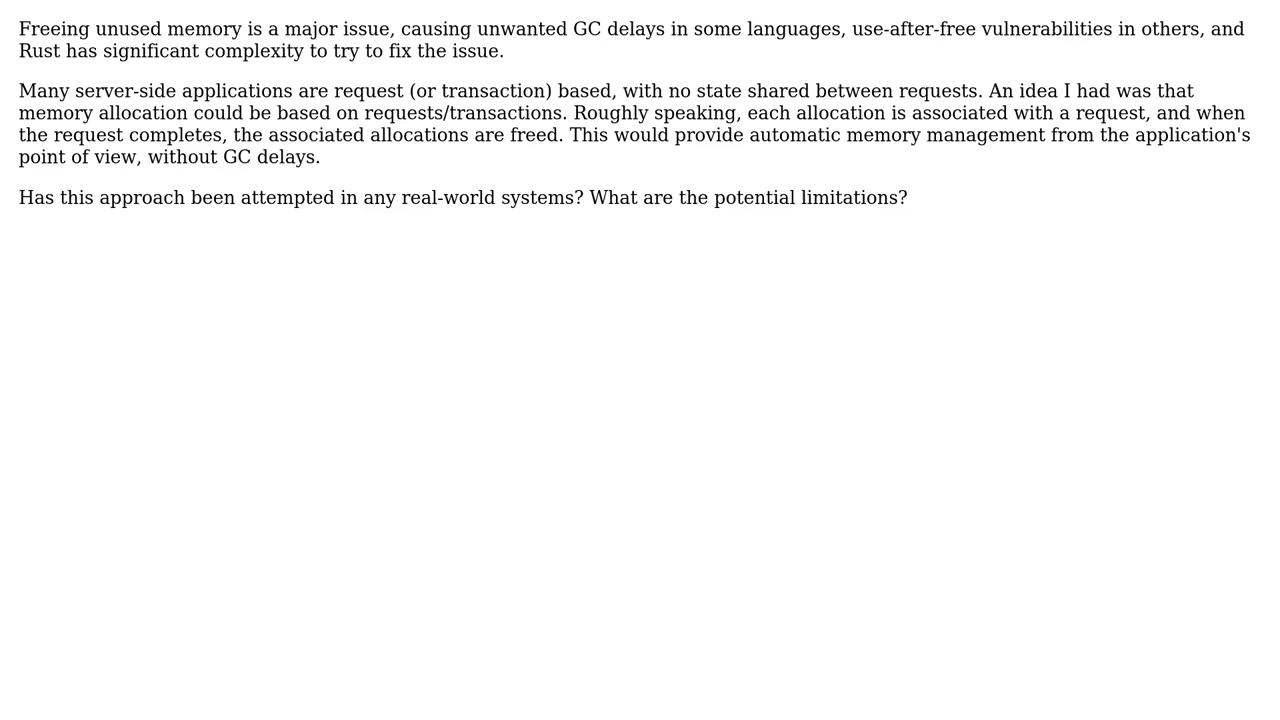 Freeing unused memory is a major issue, causing unwanted GC delays in some languages, use-after-free vulnerabilities in others, and
Rust has significant complexity to try to fix the issue.
Many server-side applications are request (or transaction) based, with no state shared between requests. An idea I had was that
memory allocation could be based on requests/transactions. Roughly speaking, each allocation is associated with a request, and when
the request completes, the associated allocations are freed. This would provide automatic memory management from the application's
point of view, without GC delays.
Has this approach been attempted in any real-world systems? What are the potential limitations?